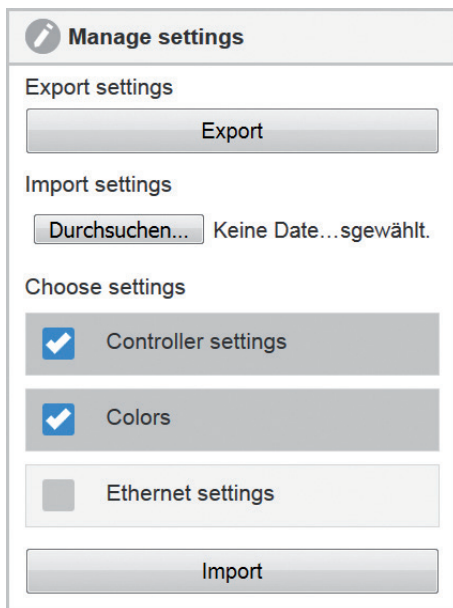 Manage settings
Export settings
Export
Import settings
Durchsuchen... Keine Date...sgewählt.
Choose settings
Controller settings
Colors
Ethernet settings
Import